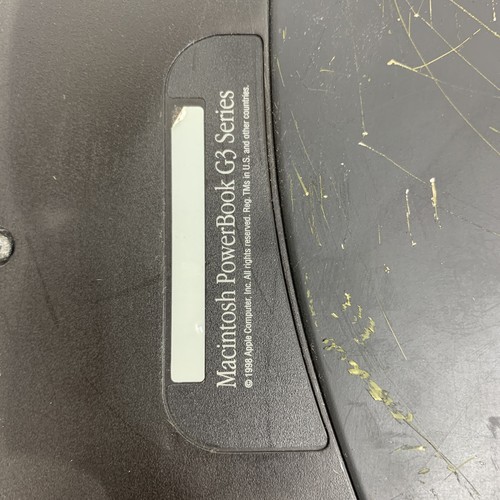 Macintosh PowerBook G3 Series
© 1998 Apple Computer, Inc. All rights reserved. Reg. TMs in U.S. and other countries.